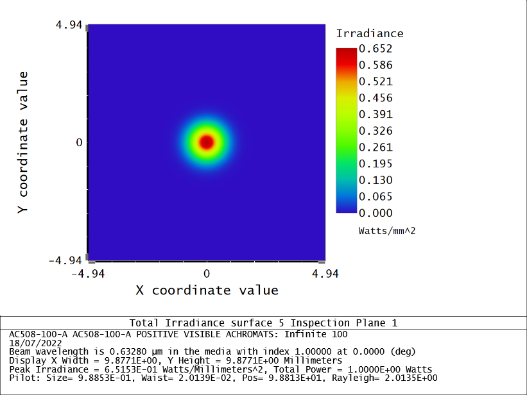 4.94
0
-4.94
Y coordinate value
-4.94
0
4.94
X coordinate value
Irradiance
0.652
0.586
0.521
0.456
0.391
0.326
0.261
0.195
0.130
0.065
0.000
Watts/mm^2
Total Irradiance surface 5 Inspection Plane 1
AC508-100-A AC508-100-A POSITIVE VISIBLE ACHROMATS: Infinite 100
18/07/2022
Beam wavelength is 0.63280 µm in the media with index 1.00000 at 0.0000 (deg)
Display X Width = 9.8771E+00, Y Height = 9.8771E+00 Millimeters
Peak Irradiance = 6.5153E-01 Watts/Millimeters^2, Total Power = 1.0000E+00 Watts
Pilot: Size= 9.8853E-01, Waist= 2.0139E-02, Pos= 9.8813E+01, Rayleigh= 2.0135E+00